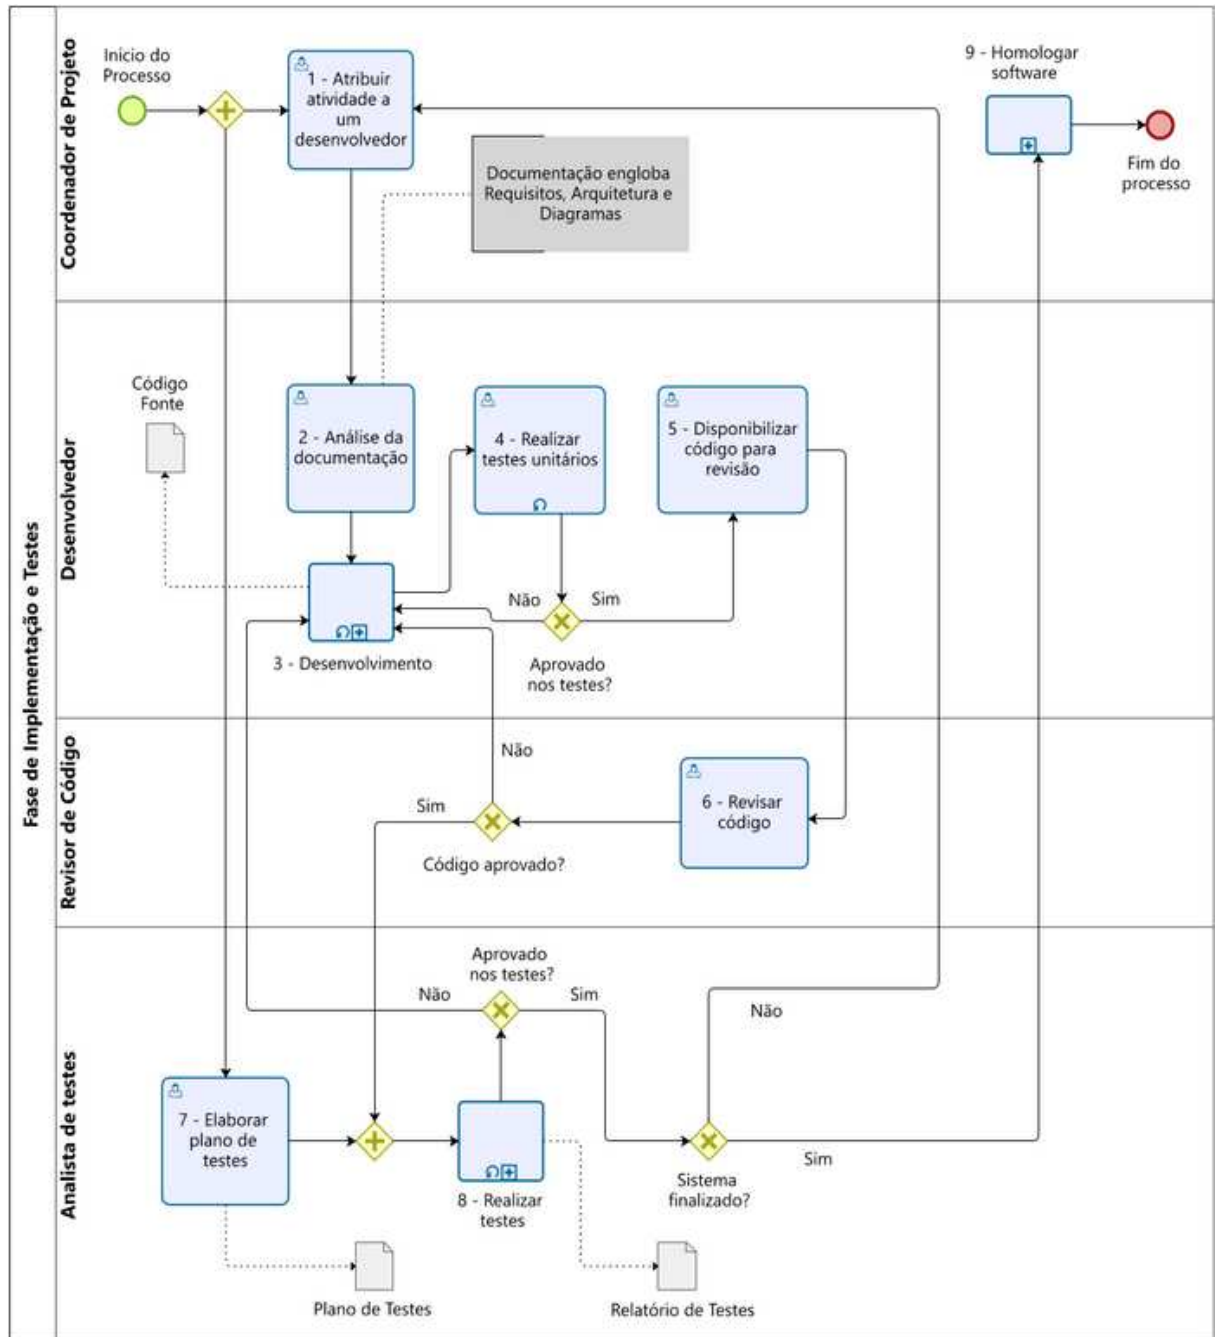 Fase de Implementação e Testes
Coordenador de Projeto
Início do
Processo
1 - Atribuir
atividade a
um
desenvolvedor
Documentação engloba
Requisitos, Arquitetura e
Diagramas
9 - Homologar
software
Fim do
processo
Desenvolvedor
Código
Fonte
2 - Análise da
documentação
4 - Realizar
testes unitários
5 - Disponibilizar
código para
revisão
3 - Desenvolvimento
Não
Sim
Aprovado
nos testes?
Revisor de Código
Não
Sim
Código aprovado?
6 - Revisar
código
Analista de testes
Aprovado
nos testes?
Não
Sim
Não
7 - Elaborar
plano de
testes
8 - Realizar
testes
Sistema
finalizado?
Sim
Plano de Testes
Relatório de Testes